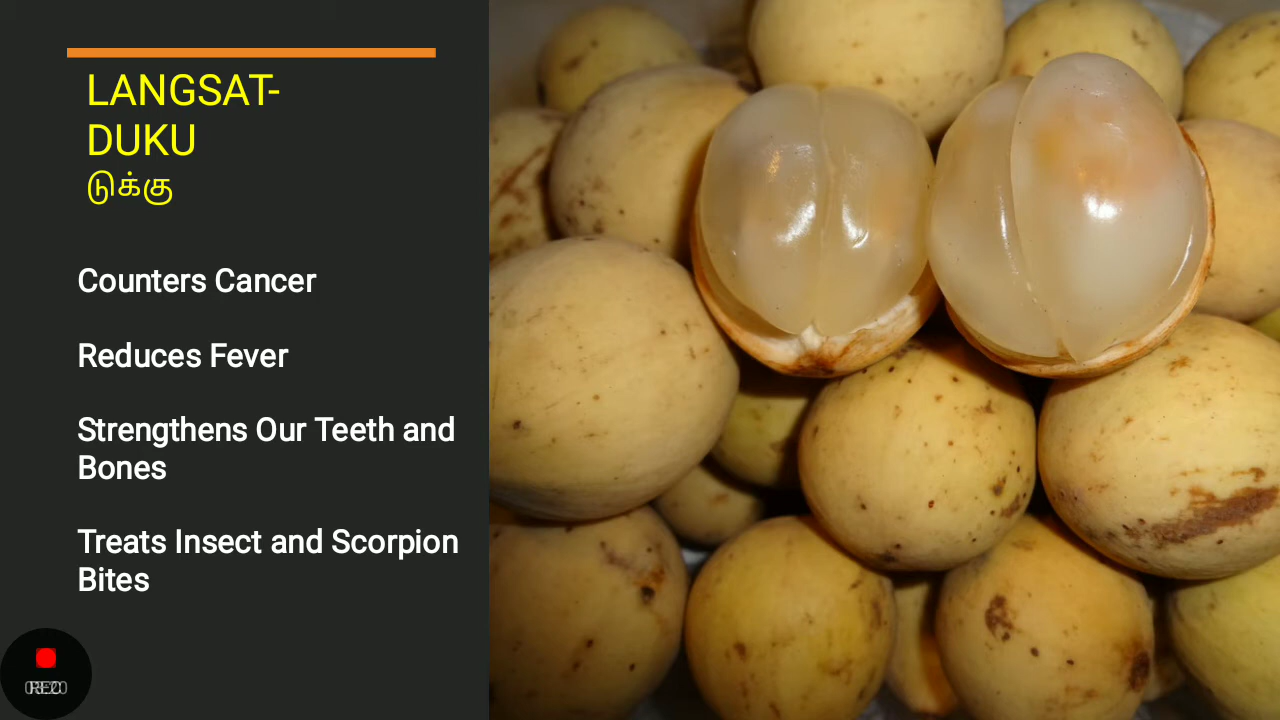 LANGSAT-
DUKU
டுக்கு
Counters Cancer
Reduces Fever
Strengthens Our Teeth and
Bones
Treats Insect and Scorpion
Bites